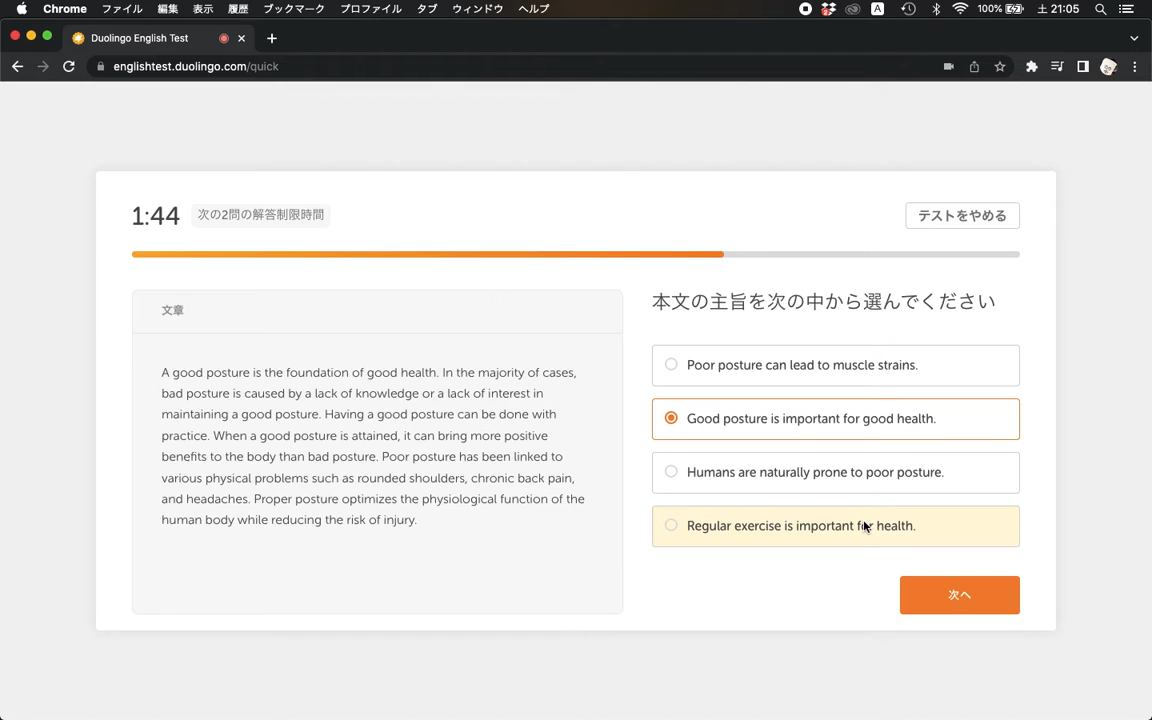 Chrome ファイル 編集 表示 履歴 ブックマーク プロファイル タブ ウィンドウ ヘルプ A 100% 土21:05
Duolingo English Test
englishtest.duolingo.com/quick
1:44 次の2問の解答制限時間 テストをやめる
文章
A good posture is the foundation of good health. In the majority of cases,
bad posture is caused by a lack of knowledge or a lack of interest in
maintaining a good posture. Having a good posture can be done with
practice. When a good posture is attained, it can bring more positive
benefits to the body than bad posture. Poor posture has been linked to
various physical problems such as rounded shoulders, chronic back pain,
and headaches. Proper posture optimizes the physiological function of the
human body while reducing the risk of injury.
本文の主旨を次の中から選んでください
Poor posture can lead to muscle strains.
Good posture is important for good health.
Humans are naturally prone to poor posture.
Regular exercise is important for health.
次へ